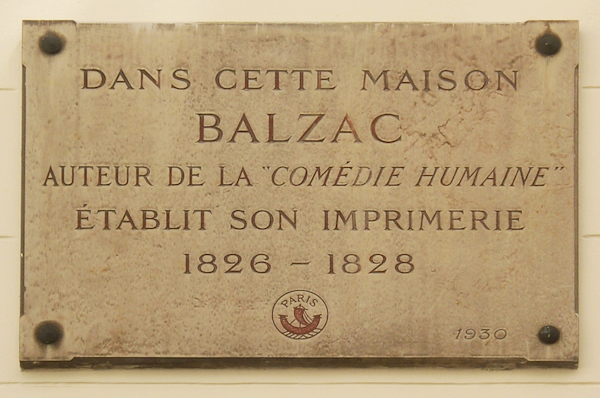 DANS CETTE MAISON
BALZAC
AUTEUR DE LA "COMÉDIE HUMAINE"
ÉTABLIT SON IMPRIMERIE
1826 – 1828
PARIS
1930